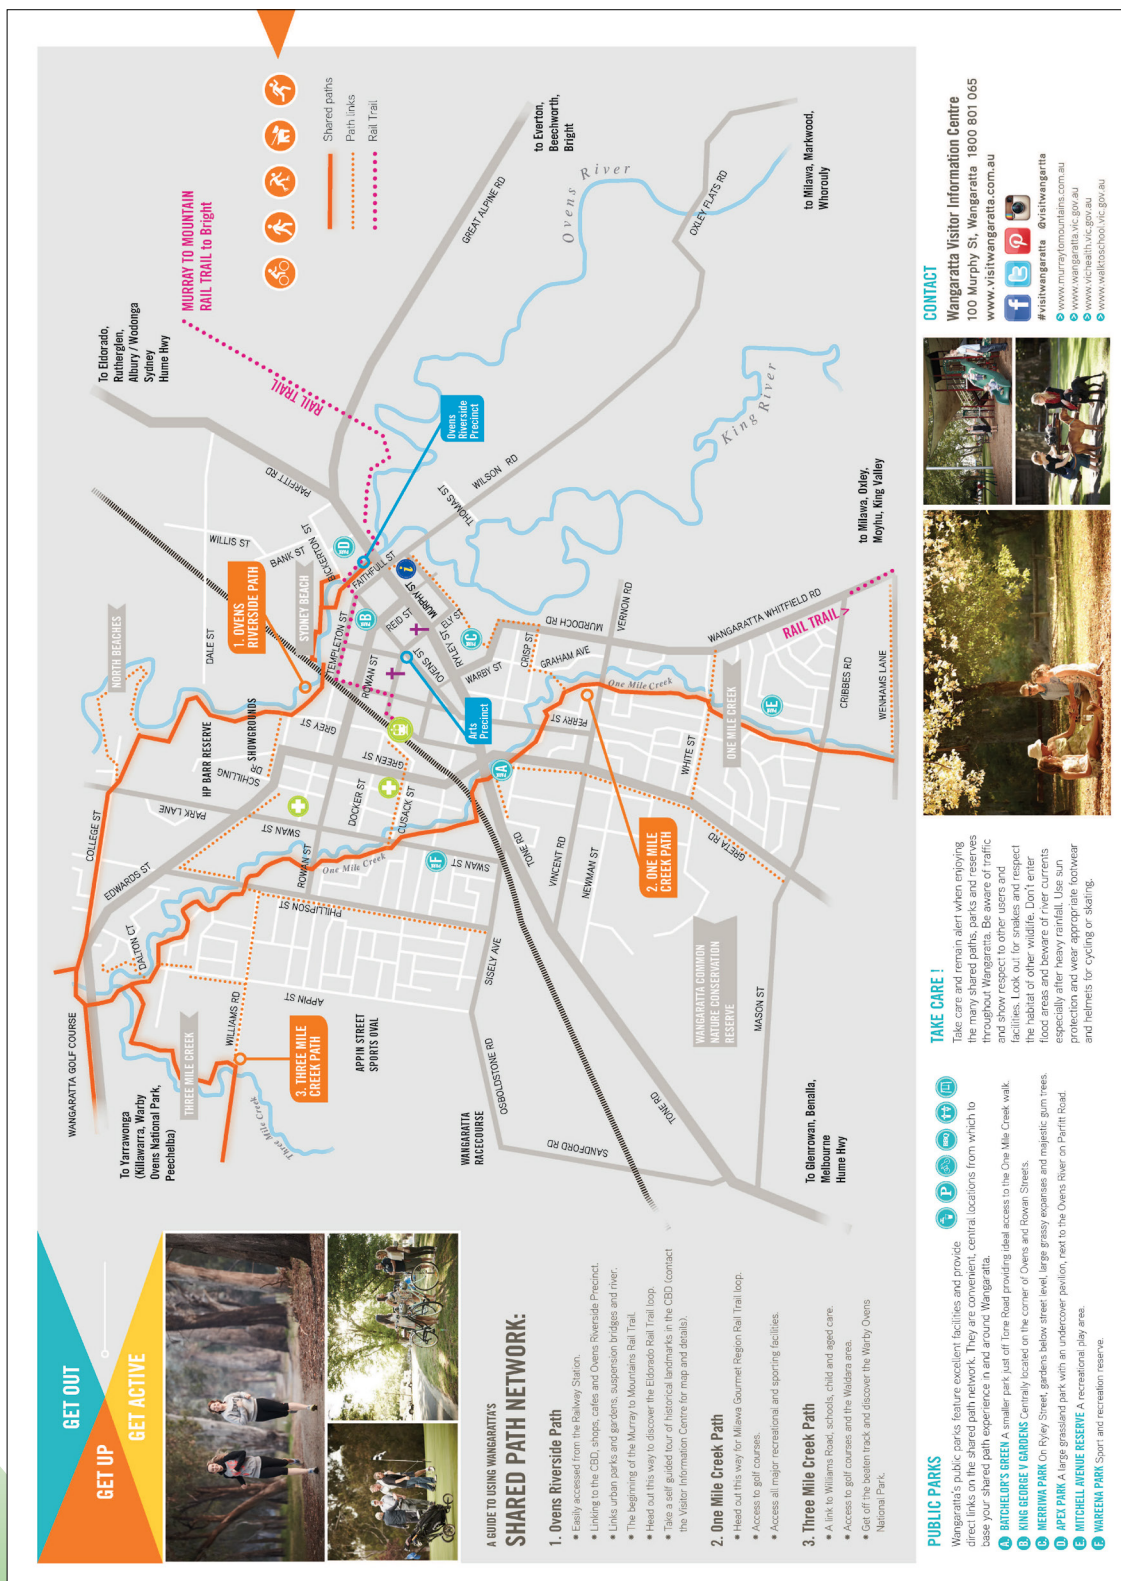 GET OUT
GET UP
GET ACTIVE
A GUIDE TO USING WANGARATTA'S
SHARED PATH NETWORK:
1. Ovens Riverside Path
Easily accessed from the Railway Station.
Linking to the CBD, shops, cafes and Ovens Riverside Precinct.
Links urban parks and gardens, suspension bridges and river.
The beginning of the Murray to Mountains Rail Trail.
Head out this way to discover the Eldorado Rail Trail loop.
Take a self guided tour of historical landmarks in the CBD (contact
the Visitor Information Centre for map and details).
2. One Mile Creek Path
Head out this way for Milawa Gourmet Region Rail Trail loop.
Access to golf courses.
Access all major recreational and sporting facilities.
3. Three Mile Creek Path
A link to Williams Road, schools, child and aged care.
Access to golf courses and the Waldara area.
Get off the beaten track and discover the Warby Ovens
National Park.
WANGARATTA GOLF COURSE
To Yarrawonga
(Killawarra, Warby
Ovens National Park,
Peechelba)
THREE MILE CREEK
Three Mile Creek
3. THREE MILE
CREEK PATH
WILLIAMS RD
DALTON CT
APPIN ST
APPIN STREET
SPORTS OVAL
PHILLIPSON ST
EDWARDS ST
COLLEGE ST
PARK LANE
HP BARR RESERVE
SCHILLING
DR
SHOWGROUNDS
NORTH BEACHES
DALE ST
1. OVENS
RIVERSIDE PATH
SYDNEY BEACH
WILLIS ST
BANK ST
BICKERTON ST
PARFITT RD
To Eldorado,
Rutherglen,
Albury / Wodonga
Sydney
Hume Hwy
MURRAY TO MOUNTAIN
RAIL TRAIL to Bright
RAIL TRAIL
Shared paths
Path links
Rail Trail
GREAT ALPINE RD
to Everton,
Beechworth,
Bright
Ovens River
OXLEY FLATS RD
to Milawa, Markwood,
Whorouly
Ovens
Riverside
Precinct
King River
THOMAS ST
WILSON RD
FAITHFULL ST
TEMPLETON ST
MURPHY ST
REID ST
ELY ST
ROWAN ST
OVENS ST
RYLEY ST
GREY ST
GREEN ST
DOCKER ST
CUSACK ST
SWAN ST
ROWAN ST
One Mile Creek
SWAN ST
Arts
Precinct
WARBY ST
CRISP ST
GRAHAM AVE
MURDOCH RD
VERNON RD
One Mile Creek
PERRY ST
TONE RD
VINCENT RD
NEWMAN ST
2. ONE MILE
CREEK PATH
GRETA RD
WHITE ST
ONE MILE CREEK
WANGARATTA WHITFIELD RD
RAIL TRAIL >
CRIBBES RD
WENHAMS LANE
to Milawa, Oxley,
Moyhu, King Valley
SISELY AVE
WANGARATTA
RACECOURSE
OSBOLDSTONE RD
SANDFORD RD
TONE RD
MASON ST
WANGARATTA COMMON
NATURE CONSERVATION
RESERVE
To Glenrowan, Benalla,
Melbourne
Hume Hwy
A
B
C
D
E
F
i
PUBLIC PARKS
Wangaratta's public parks feature excellent facilities and provide
direct links on the shared path network. They are convenient, central locations from which to
base your shared path experience in and around Wangaratta.
A. BATCHELOR'S GREEN A smaller park just off Tone Road providing ideal access to the One Mile Creek walk.
B. KING GEORGE V GARDENS Centrally located on the corner of Ovens and Rowan Streets.
C. MERRIWA PARK On Ryley Street, gardens below street level, large grassy expanses and majestic gum trees.
D. APEX PARK A large grassland park with an undercover pavilion, next to the Ovens River on Parfitt Road.
E. MITCHELL AVENUE RESERVE A recreational play area.
F. WAREENA PARK Sport and recreation reserve.
P
TAKE CARE !
Take care and remain alert when enjoying
the many shared paths, parks and reserves
throughout Wangaratta. Be aware of traffic
and show respect to other users and
facilities. Look out for snakes and respect
the habitat of other wildlife. Don't enter
flood areas and beware of river currents
especially after heavy rainfall. Use sun
protection and wear appropriate footwear
and helmets for cycling or skating.
CONTACT
Wangaratta Visitor Information Centre
100 Murphy St, Wangaratta 1800 801 065
www.visitwangaratta.com.au
#visitwangaratta @visitwangartta
www.murraytomountains.com.au
www.wangaratta.vic.gov.au
www.vichealth.vic.gov.au
www.walktoschool.vic.gov.au